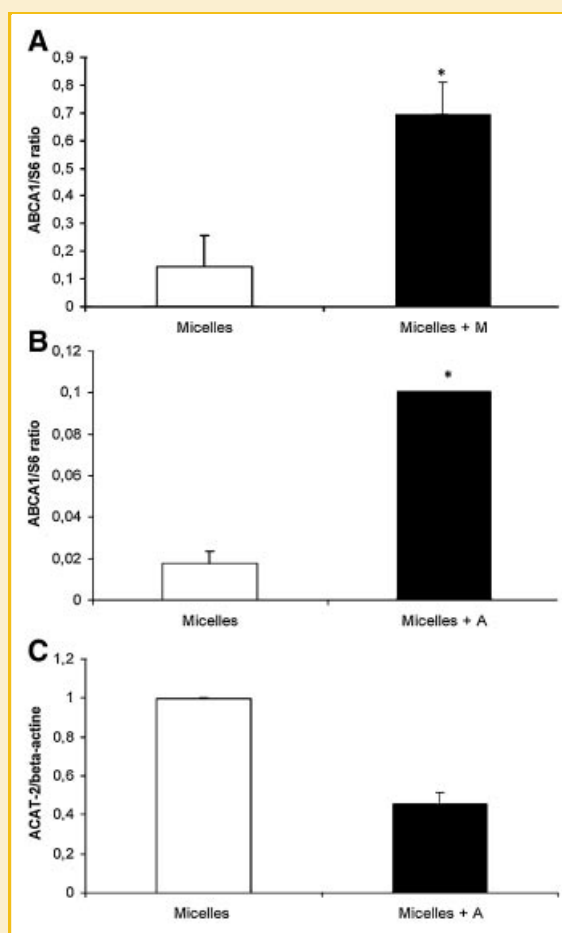 A
ABCA1/S6 ratio
0,9
0,8
0,7
0,6
0,5
0,4
0,3
0,2
0,1
0
*
Micelles
Micelles + M
B
ABCA1/S6 ratio
0,12
0,1
0,08
0,06
0,04
0,02
0
*
Micelles
Micelles + A
C
ACAT-2/beta-actine
1,2
1
0,8
0,6
0,4
0,2
0
Micelles
Micelles + A